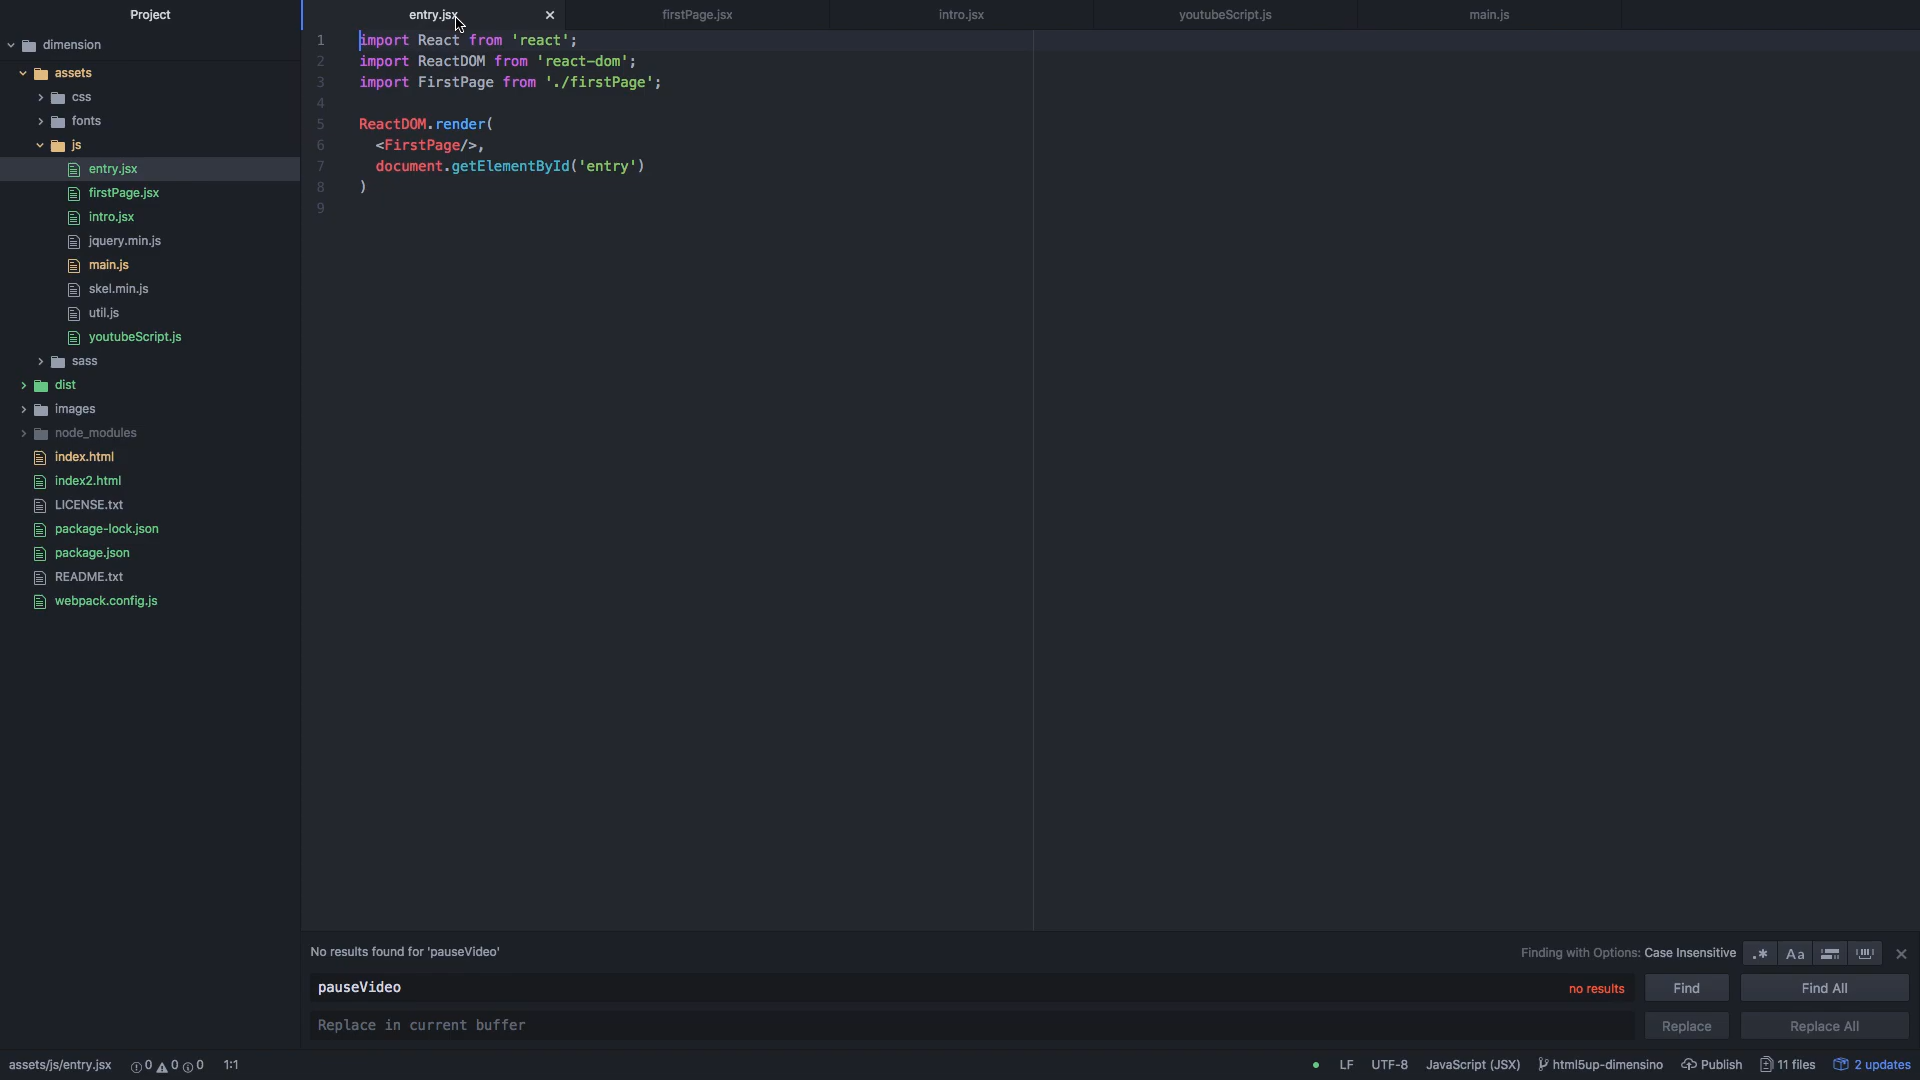 Project
dimension
assets
css
fonts
js
entry.jsx
firstPage.jsx
intro.jsx
jquery.min.js
main.js
skel.min.js
util.js
youtubeScript.js
sass
dist
images
node_modules
index.html
index2.html
LICENSE.txt
package-lock.json
package.json
README.txt
webpack.config.js
entry.jsx firstPage.jsx intro.jsx youtubeScript.js main.js
1 import React from 'react';
2 import ReactDOM from 'react-dom';
3 import FirstPage from './firstPage';
4
5 ReactDOM.render(
6 <FirstPage/>,
7 document.getElementById('entry')
8 )
9
No results found for 'pauseVideo' Finding with Options: Case Insensitive .* Aa
pauseVideo no results Find Find All
Replace in current buffer Replace Replace All
assets/js/entry.jsx 0 0 0 1:1 LF UTF-8 JavaScript (JSX) html5up-dimensino Publish 11 files 2 updates